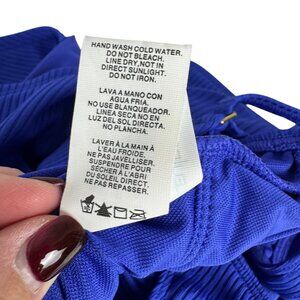 HAND WASH COLD WATER.
DO NOT BLEACH.
LINE DRY, NOT IN
DIRECT SUNLIGHT.
DO NOT IRON.
LAVA A MANO CON
AGUA FRIA.
NO USE BLANQUEADOR.
LINEA SECA NO EN
LUZ DEL SOL DIRECTA.
NO PLANCHA.
LAVER À LA MAIN À
L'EAU FROIDE.
NE PAS JAVELLISER.
SUSPENDRE POUR
SÉCHER À L'ABRI
DU SOLEIL DIRECT.
NE PAS REPASSER.